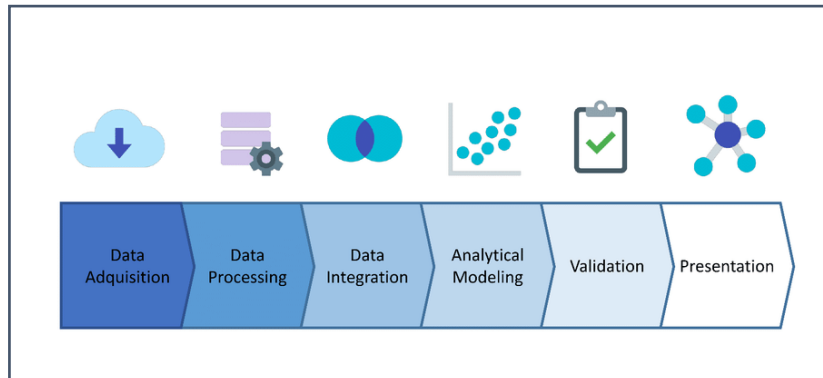 Data
Adquisition
Data
Processing
Data
Integration
Analytical
Modeling
Validation
Presentation